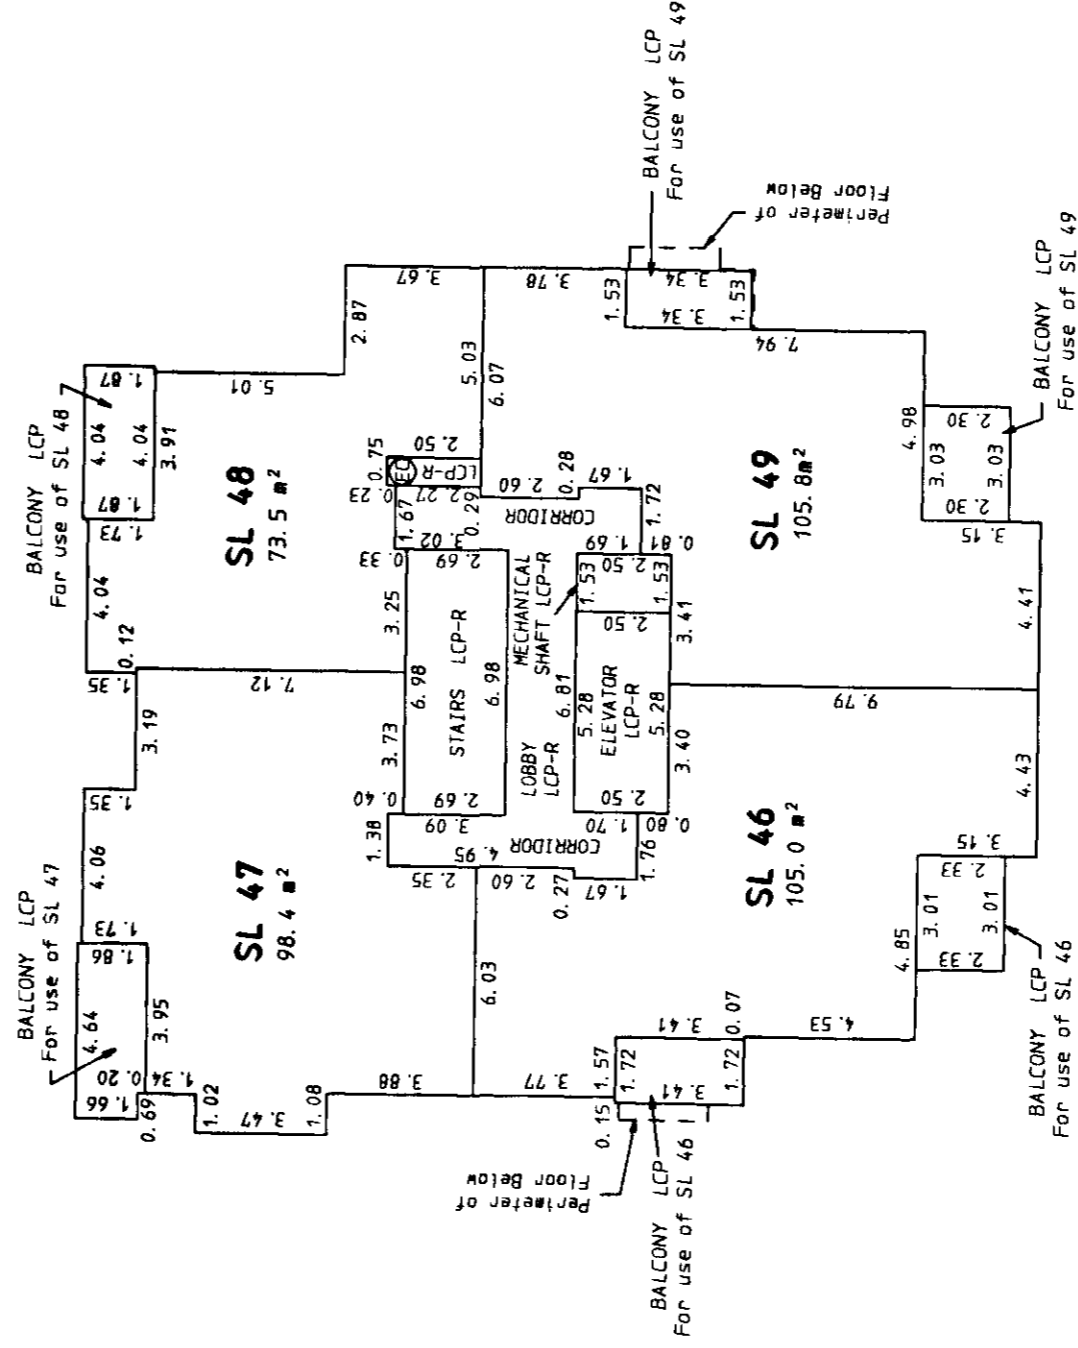 BALCONY LCP
For use of SL 47
4.64
1.86
1.73
1.66
0.20
0.69
1.34
3.95
1.02
3.47
1.08
3.88
4.06
1.35
3.19
1.35
0.12
7.12
SL 47
98.4 m²
6.03
2.35
1.38
0.40
3.73
BALCONY LCP
For use of SL 48
4.04
1.87
1.87
4.04
1.73
4.04
3.91
5.01
2.87
3.67
SL 48
73.5 m²
3.25
0.33
1.67
0.23
0.75
EC
LCP-R
2.50
2.27
0.29
5.03
6.07
STAIRS LCP-R
6.98
6.98
2.69
2.69
3.09
3.02
CORRIDOR
4.95
2.60
0.27
1.67
1.76
LOBBY
LCP-R
6.81
MECHANICAL
SHAFT LCP-R
ELEVATOR
LCP-R
5.28
5.28
2.50
2.50
2.50
1.53
1.53
1.70
0.80
1.69
0.81
CORRIDOR
2.60
0.28
1.67
1.72
3.40
3.41
9.79
SL 46
105.0 m²
3.77
1.57
1.72
3.41
3.41
1.72
0.07
0.15
4.53
4.85
3.01
2.33
2.33
3.01
3.15
4.43
Perimeter of
Floor Below
BALCONY LCP
For use of SL 46
BALCONY LCP
For use of SL 46
SL 49
105.8m²
3.78
1.53
3.34
3.34
1.53
7.94
4.98
3.03
2.30
2.30
3.03
3.15
4.41
BALCONY LCP
For use of SL 49
Perimeter of
Floor Below
BALCONY LCP
For use of SL 49